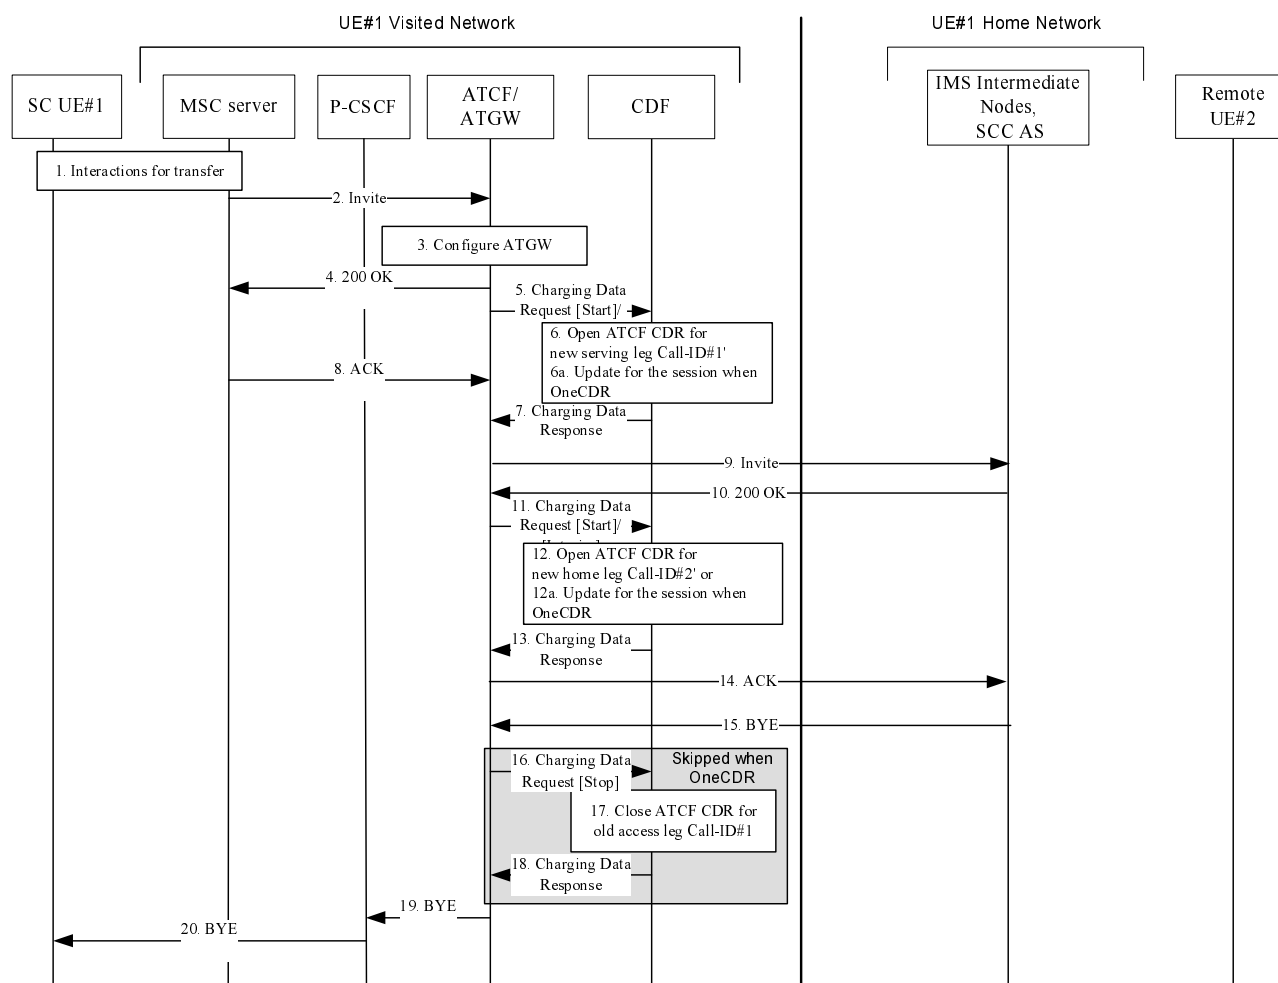 UE#1 Visited Network
UE#1 Home Network
SC UE#1
MSC server
P-CSCF
ATCF/
ATGW
CDF
IMS Intermediate
Nodes,
SCC AS
Remote
UE#2
1. Interactions for transfer
2. Invite
3. Configure ATGW
4. 200 OK
5. Charging Data
Request [Start]/
6. Open ATCF CDR for
new serving leg Call-ID#1'
6a. Update for the session when
OneCDR
8. ACK
7. Charging Data
Response
9. Invite
10. 200 OK
11. Charging Data
Request [Start]/
12. Open ATCF CDR for
new home leg Call-ID#2' or
12a. Update for the session when
OneCDR
13. Charging Data
Response
14. ACK
15. BYE
16. Charging Data
Request [Stop]
Skipped when
OneCDR
17. Close ATCF CDR for
old access leg Call-ID#1
18. Charging Data
Response
19. BYE
20. BYE